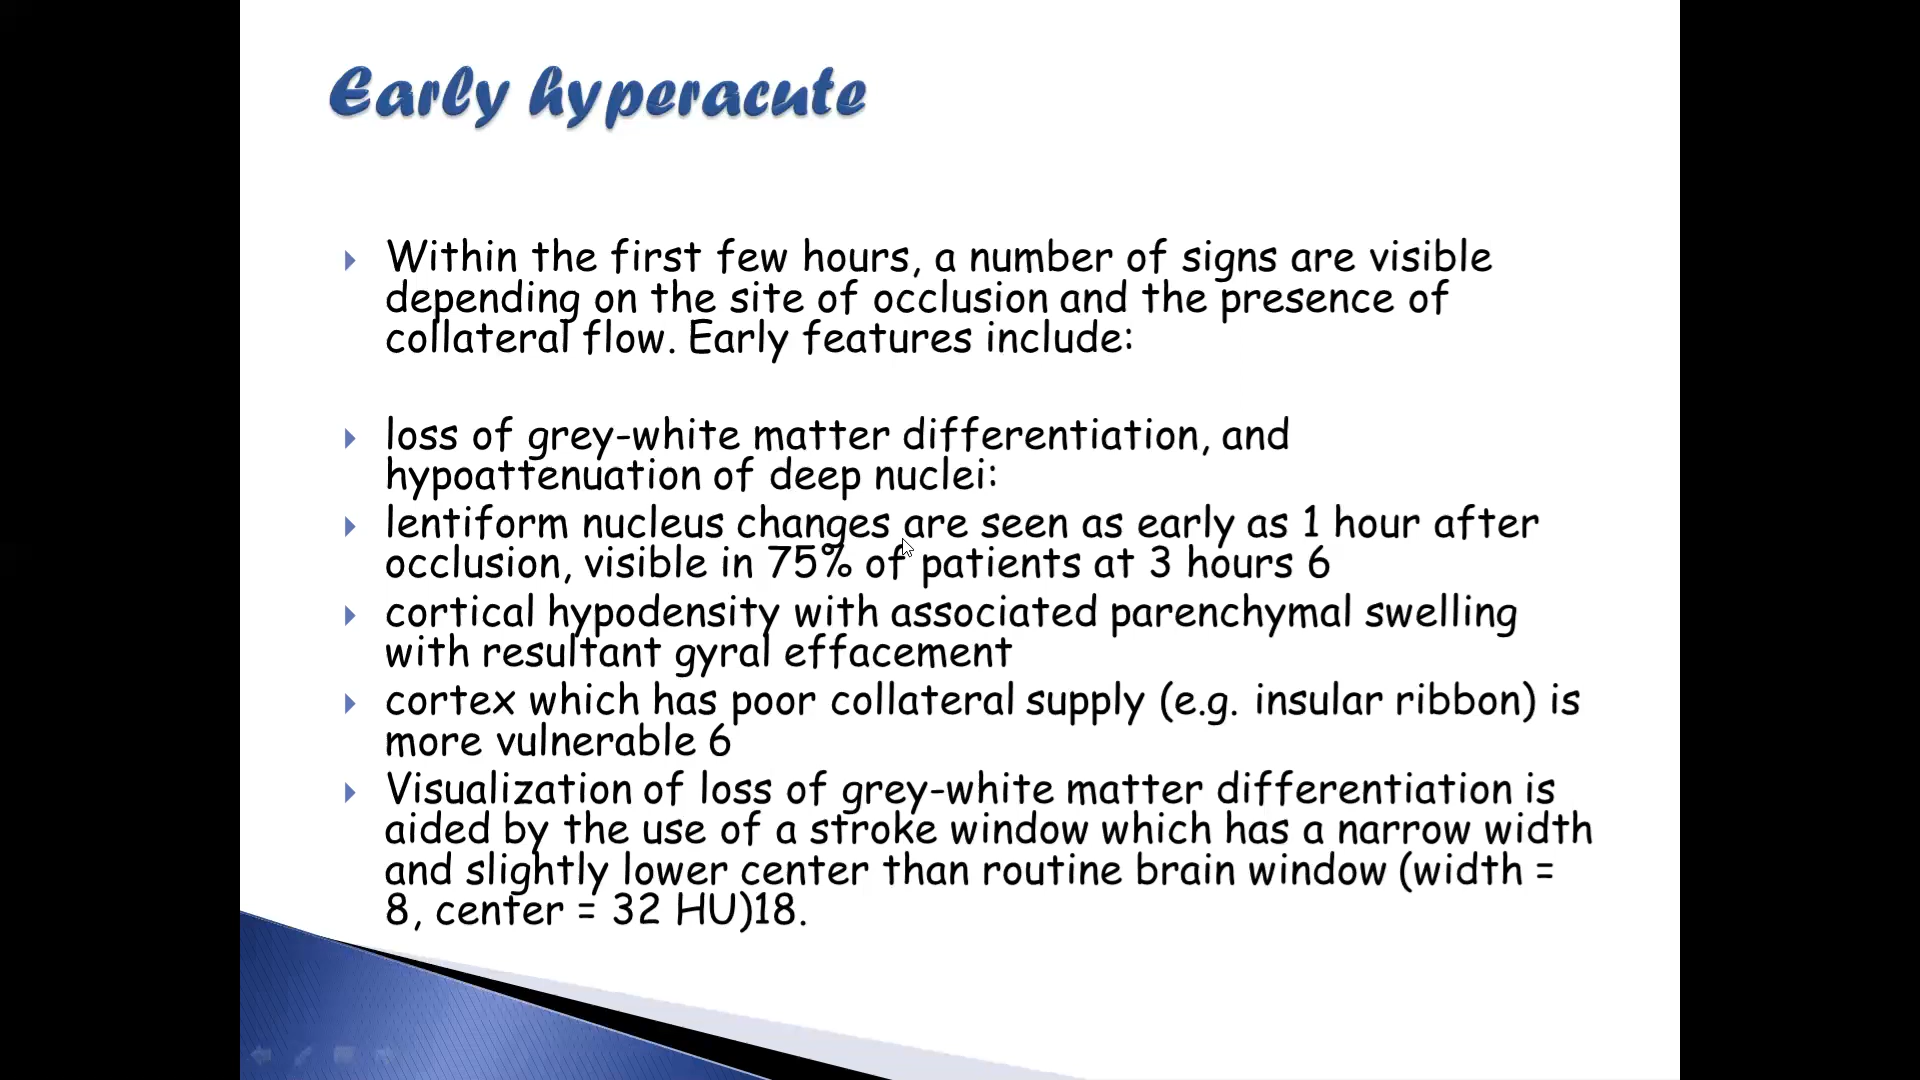 Early hyperacute
Within the first few hours, a number of signs are visible
depending on the site of occlusion and the presence of
collateral flow. Early features include:
loss of grey-white matter differentiation, and
hypoattenuation of deep nuclei:
lentiform nucleus changes are seen as early as 1 hour after
occlusion, visible in 75% of patients at 3 hours 6
cortical hypodensity with associated parenchymal swelling
with resultant gyral effacement
cortex which has poor collateral supply (e.g. insular ribbon) is
more vulnerable 6
Visualization of loss of grey-white matter differentiation is
aided by the use of a stroke window which has a narrow width
and slightly lower center than routine brain window (width =
8, center = 32 HU)18.